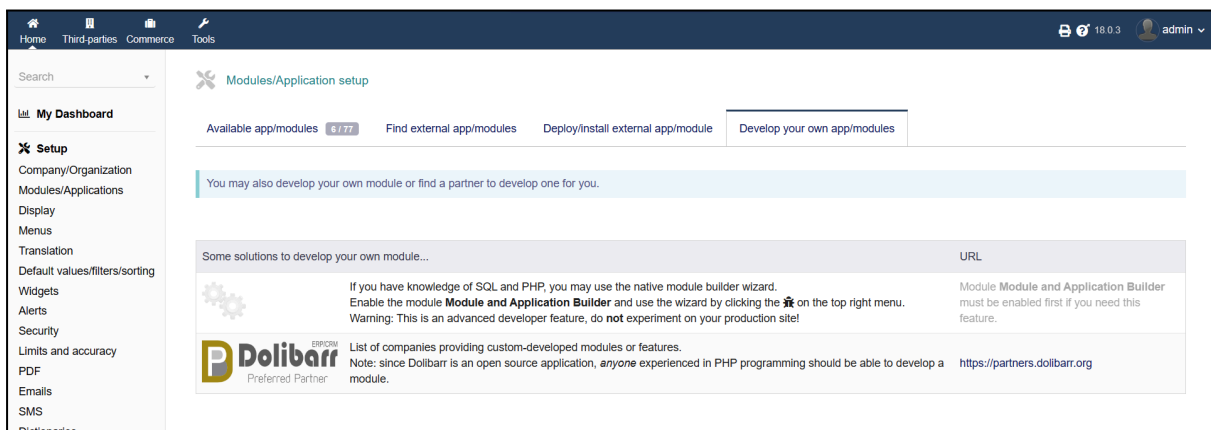 Home Third-parties Commerce Tools
18.0.3 admin
Search
My Dashboard
Setup
Company/Organization
Modules/Applications
Display
Menus
Translation
Default values/filters/sorting
Widgets
Alerts
Security
Limits and accuracy
PDF
Emails
SMS
Modules/Application setup
Available app/modules 6 / 77 Find external app/modules Deploy/install external app/module Develop your own app/modules
You may also develop your own module or find a partner to develop one for you.
Some solutions to develop your own module... URL
If you have knowledge of SQL and PHP, you may use the native module builder wizard.
Enable the module Module and Application Builder and use the wizard by clicking the on the top right menu.
Warning: This is an advanced developer feature, do not experiment on your production site!
Module Module and Application Builder
must be enabled first if you need this
feature.
Dolibarr ERP/CRM
Preferred Partner
List of companies providing custom-developed modules or features.
Note: since Dolibarr is an open source application, anyone experienced in PHP programming should be able to develop a
module.
https://partners.dolibarr.org